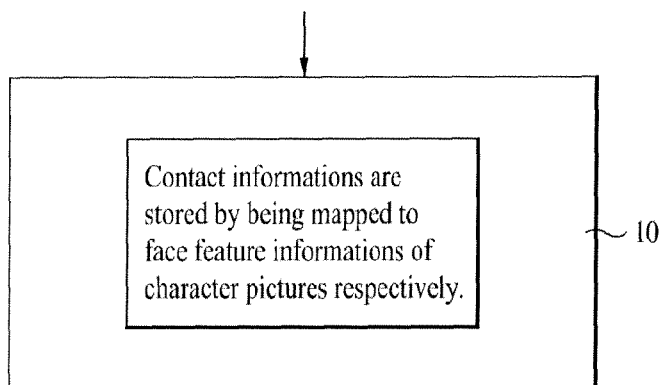 Contact informations are
stored by being mapped to
face feature informations of
character pictures respectively.
10